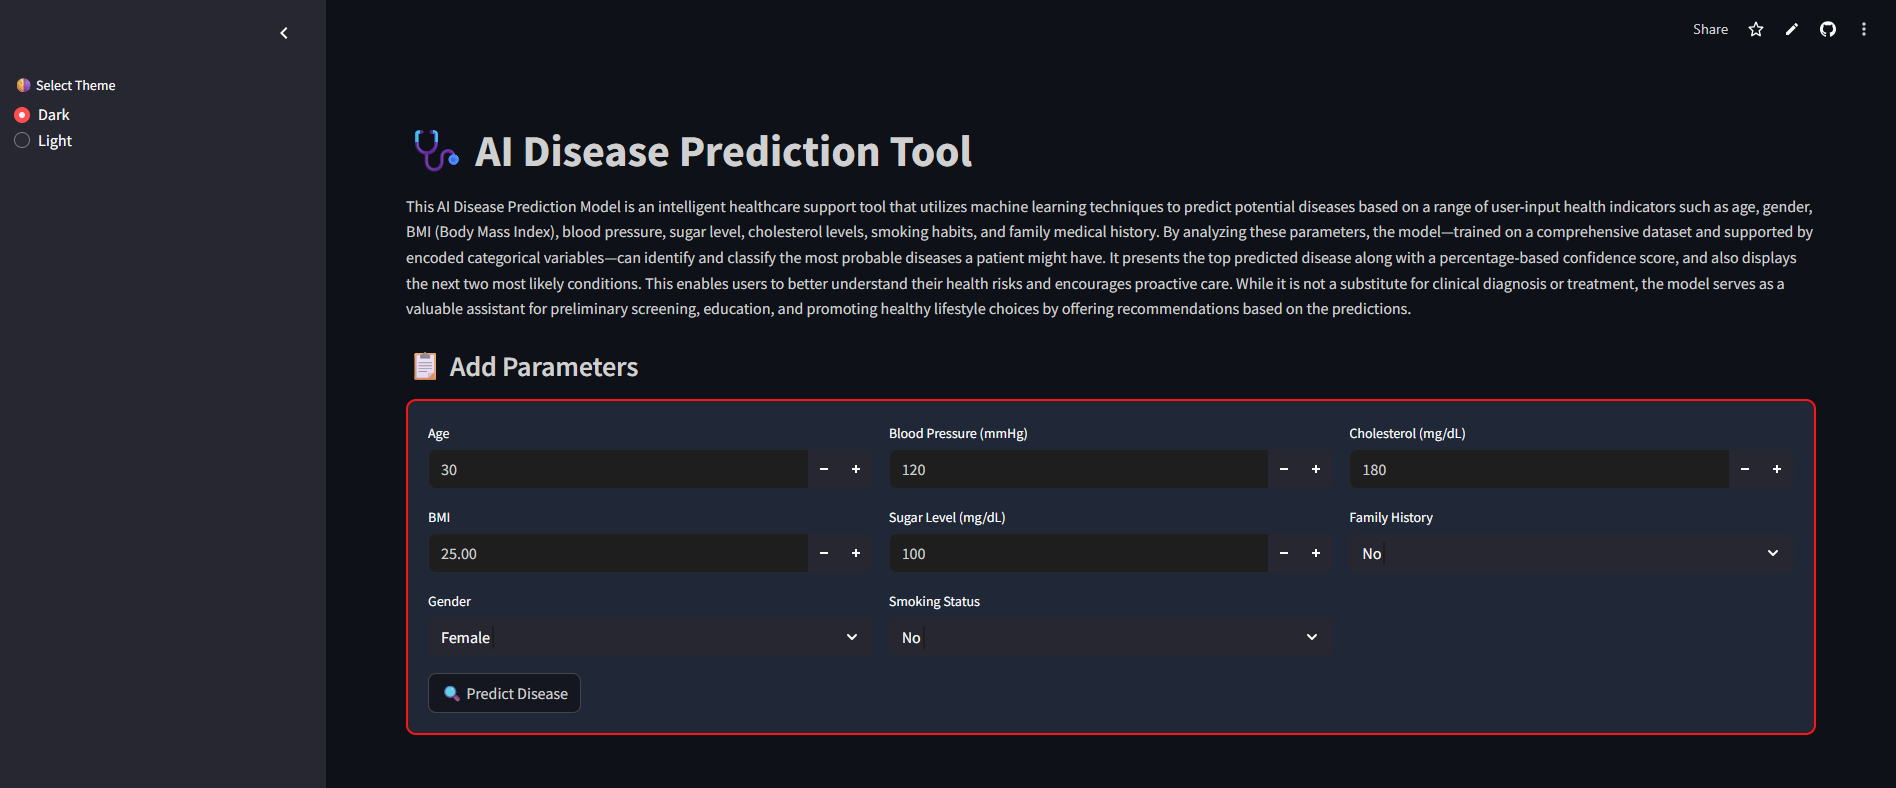 Share
Select Theme
Dark
Light
AI Disease Prediction Tool
This AI Disease Prediction Model is an intelligent healthcare support tool that utilizes machine learning techniques to predict potential diseases based on a range of user-input health indicators such as age, gender,
BMI (Body Mass Index), blood pressure, sugar level, cholesterol levels, smoking habits, and family medical history. By analyzing these parameters, the model—trained on a comprehensive dataset and supported by
encoded categorical variables—can identify and classify the most probable diseases a patient might have. It presents the top predicted disease along with a percentage-based confidence score, and also displays
the next two most likely conditions. This enables users to better understand their health risks and encourages proactive care. While it is not a substitute for clinical diagnosis or treatment, the model serves as a
valuable assistant for preliminary screening, education, and promoting healthy lifestyle choices by offering recommendations based on the predictions.
Add Parameters
Age Blood Pressure (mmHg) Cholesterol (mg/dL)
30 − + 120 − + 180 − +
BMI Sugar Level (mg/dL) Family History
25.00 − + 100 − + No
Gender Smoking Status
Female No
Predict Disease